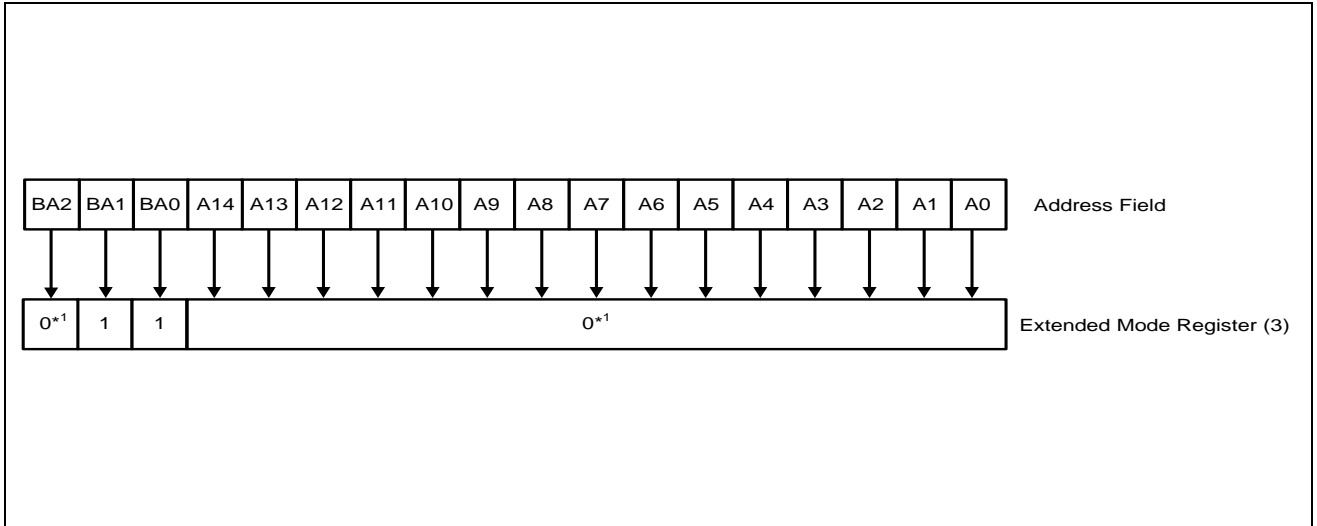 BA2 BA1 BA0 A14 A13 A12 A11 A10 A9 A8 A7 A6 A5 A4 A3 A2 A1 A0 Address Field
0*1 1 1 0*1 Extended Mode Register (3)